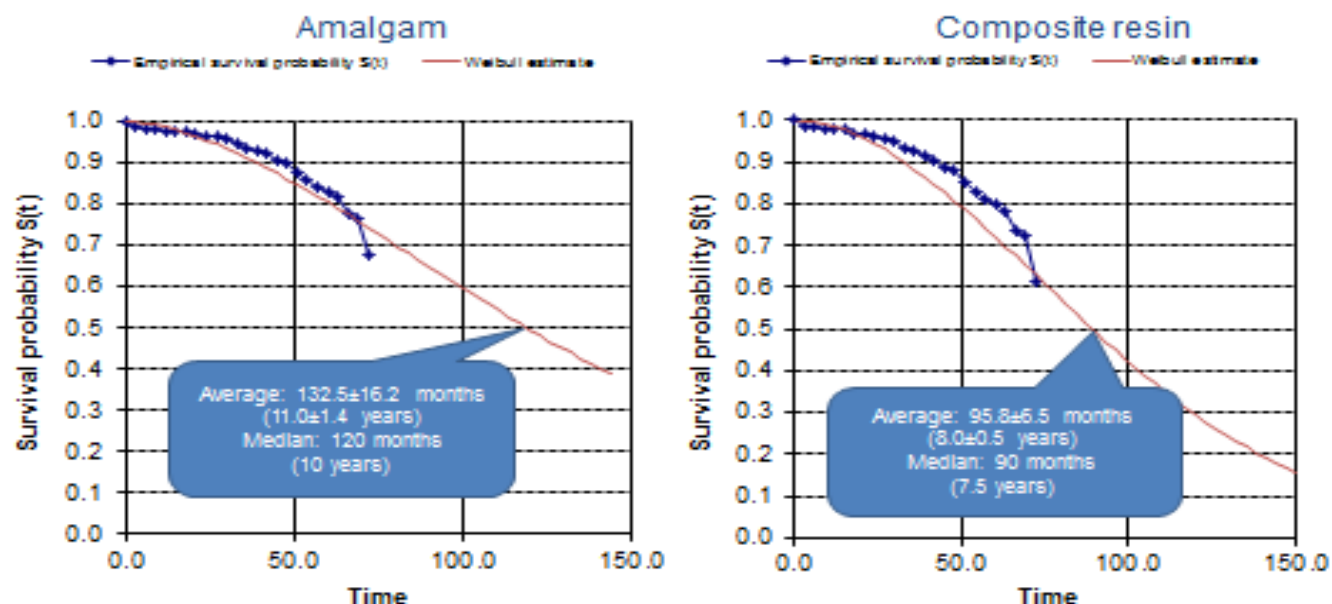 Amalgam
Empirical survival probability S(t) Weibull estimate
Survival probability S(t)
1.0
0.9
0.8
0.7
0.6
0.5
0.4
0.3
0.2
0.1
0.0
Average: 132.5±16.2 months
(11.0±1.4 years)
Median: 120 months
(10 years)
0.0 50.0 100.0 150.0
Time
Composite resin
Empirical survival probability S(t) Weibull estimate
Survival probability S(t)
1.0
0.9
0.8
0.7
0.6
0.5
0.4
0.3
0.2
0.1
0.0
Average: 95.8±6.5 months
(8.0±0.5 years)
Median: 90 months
(7.5 years)
0.0 50.0 100.0 150.0
Time